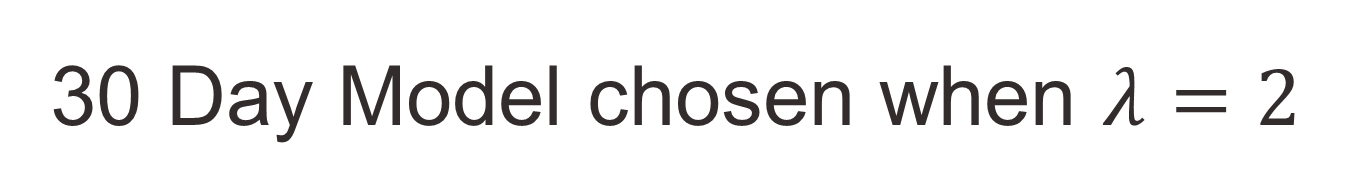 30 Day Model chosen when 𝜆 = 2